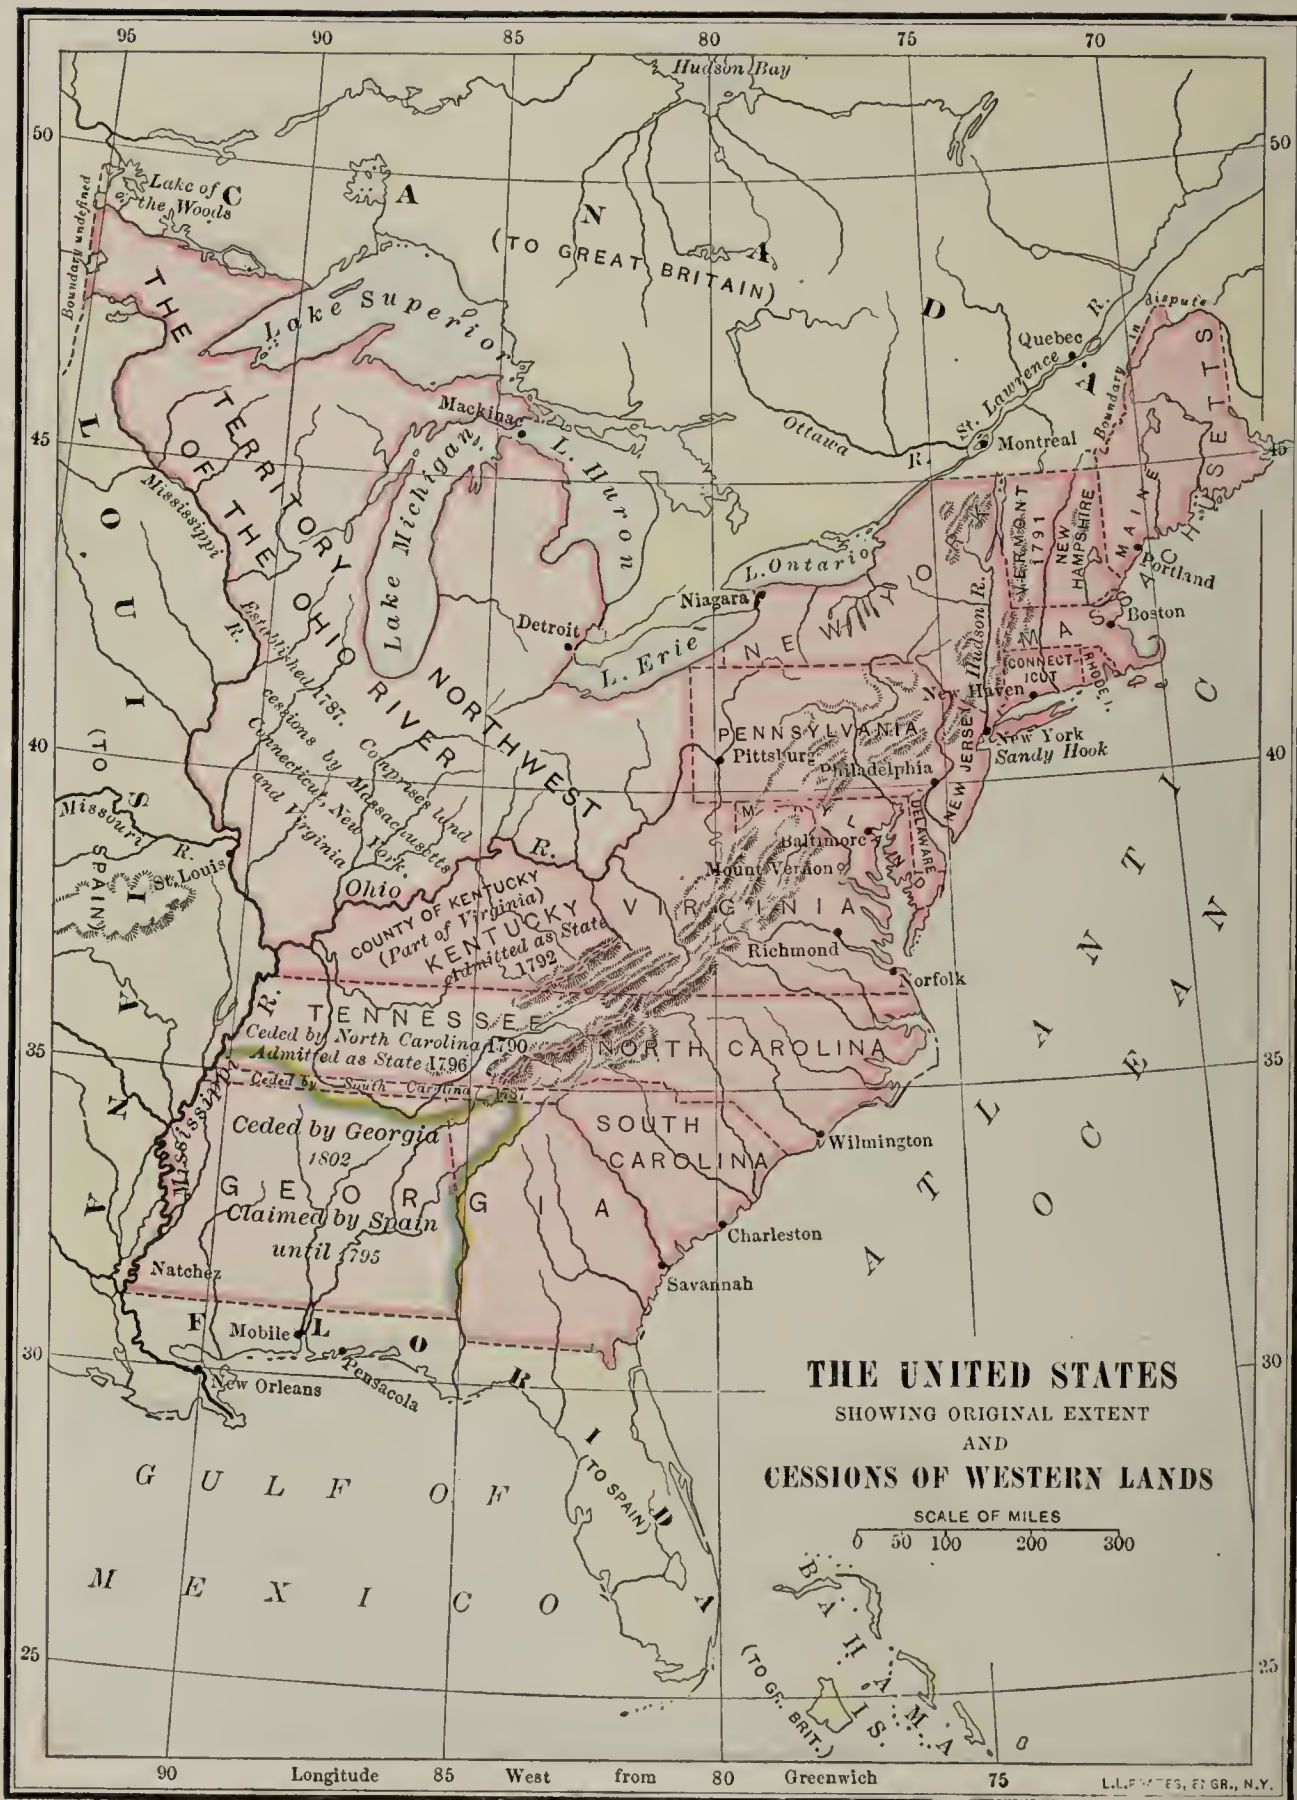 95 90 85 80 75 70
Hudson Bay
50
50
Lake of
the Woods
Boundary undefined
CANADA
(TO GREAT BRITAIN)
Lake Superior
THE TERRITORY
OF THE
OHIO RIVER
NORTHWEST
Established 1787. Comprises land
cessions by Massachusetts
Connecticut, New York.
and Virginia
Quebec
Boundary in dispute
St. Lawrence R.
Ottawa R.
Montreal
Mackinac
L. Huron
Lake Michigan
45
45
MASSACHUSETTS
MAINE
Portland
NEW
HAMPSHIRE
VERMONT
1791
Boston
CONNECT-
ICUT
RHODE I.
New Haven
Hudson R.
NEW YORK
L. Ontario
Niagara
L. Erie
Detroit
Mississippi
R.
LOUISIANA
(TO SPAIN)
40
40
New York
Sandy Hook
NEW JERSEY
PENNSYLVANIA
Pittsburg
Philadelphia
MARYLAND
DELAWARE
Baltimore
Mount Vernon
Missouri R.
St. Louis
Ohio R.
COUNTY OF KENTUCKY
(Part of Virginia)
KENTUCKY
Admitted as State
1792
VIRGINIA
Richmond
Norfolk
TENNESSEE
Ceded by North Carolina 1790
Admitted as State 1796
NORTH CAROLINA
35
35
Ceded by South Carolina 1787
Mississippi R.
Ceded by Georgia
1802
SOUTH
CAROLINA
Wilmington
GEORGIA
Claimed by Spain
until 1795
Charleston
Savannah
Natchez
FLORIDA
(TO SPAIN)
Mobile
Pensacola
New Orleans
30
30
ATLANTIC
OCEAN
GULF OF
MEXICO
THE UNITED STATES
SHOWING ORIGINAL EXTENT
AND
CESSIONS OF WESTERN LANDS
SCALE OF MILES
0 50 100 200 300
BAHAMA
IS.
(TO GR. BRIT.)
25
25
90 Longitude 85 West from 80 Greenwich 75
GR., N.Y.